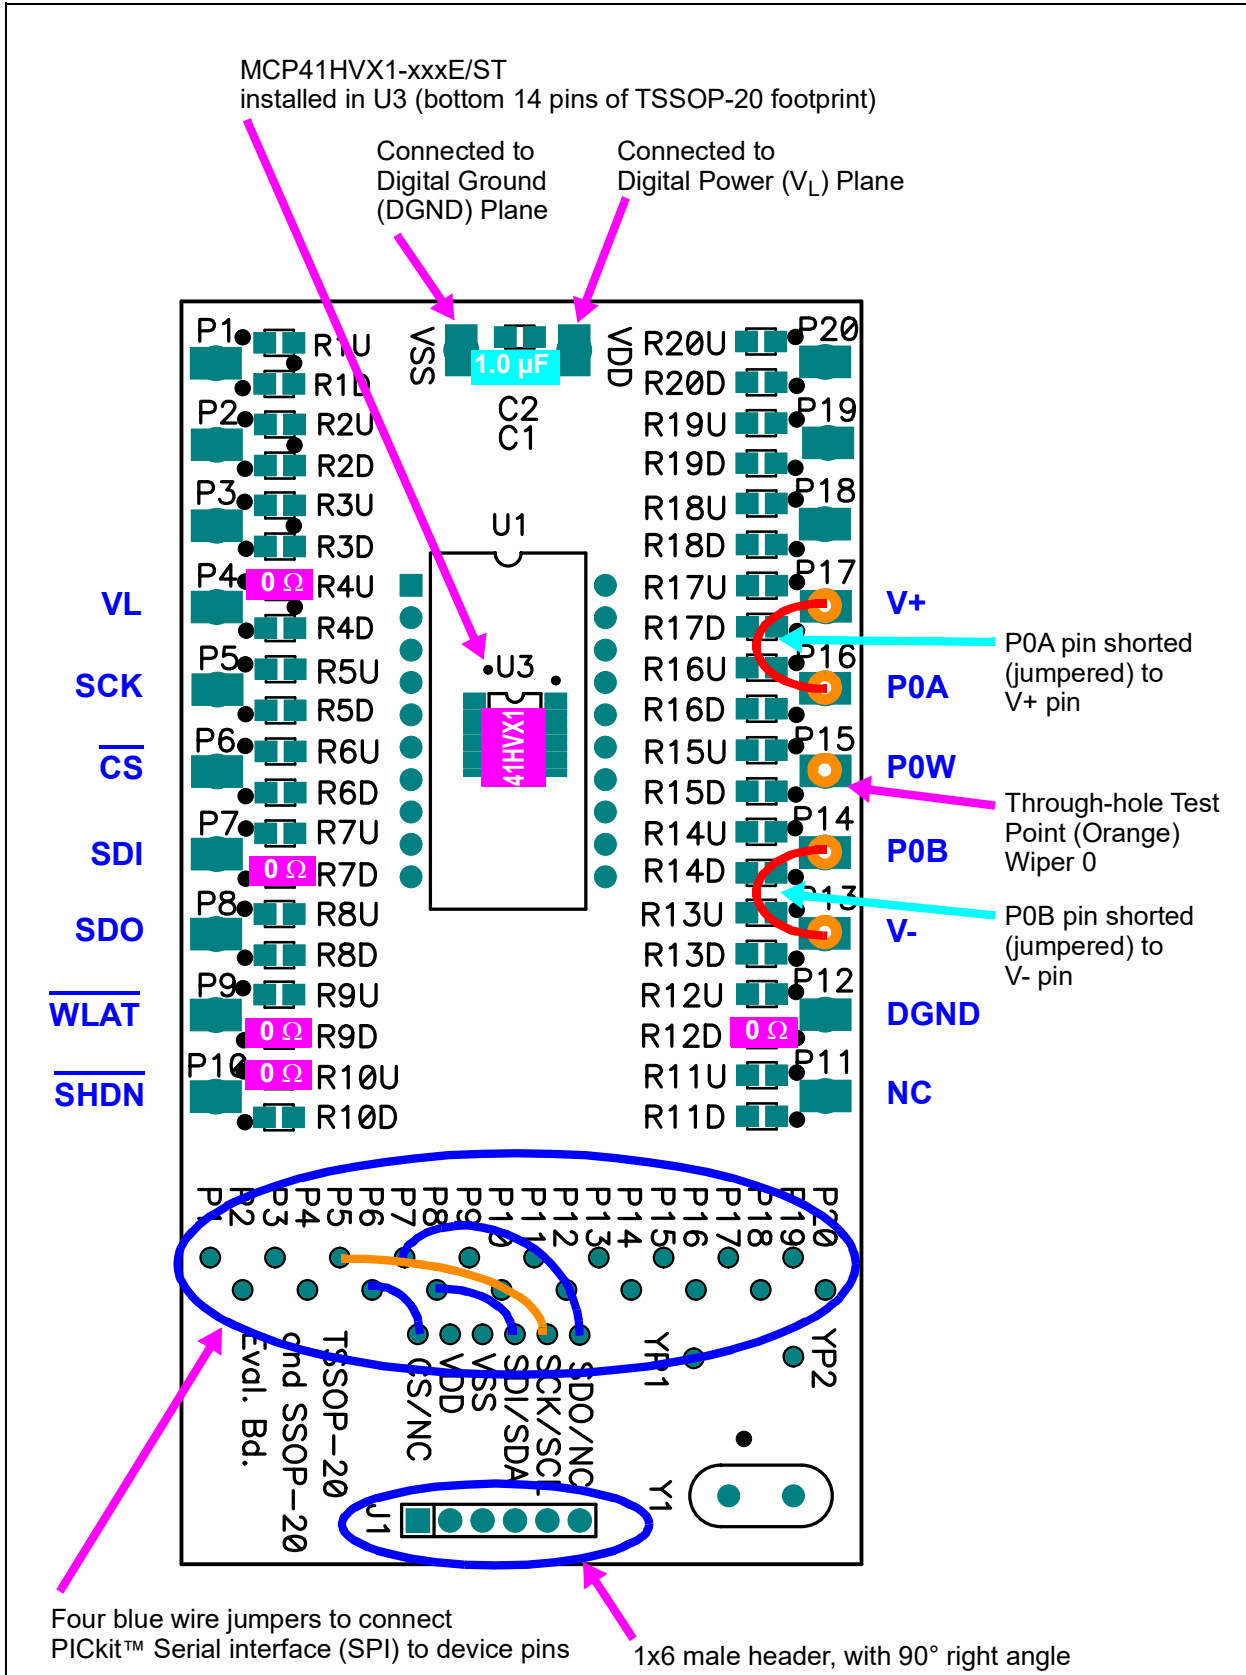 MCP41HVX1-xxxE/ST
installed in U3 (bottom 14 pins of TSSOP-20 footprint)
Connected to
Digital Ground
(DGND) Plane
Connected to
Digital Power (VL) Plane
P1
R1U
R1D
P2
R2U
R2D
P3
R3U
R3D
P4
0 Ω
R4U
R4D
P5
R5U
R5D
P6
R6U
R6D
P7
R7U
0 Ω
R7D
P8
R8U
R8D
P9
R9U
0 Ω
R9D
P10
0 Ω
R10U
R10D
VL
SCK
CS
SDI
SDO
WLAT
SHDN
VSS
1.0 µF
VDD
C2
C1
U1
U3
41HVX1
R20U
P20
R20D
R19U
P19
R19D
R18U
P18
R18D
R17U
P17
R17D
R16U
P16
R16D
R15U
P15
R15D
R14U
P14
R14D
R13U
P13
R13D
R12U
P12
R12D
0 Ω
R11U
P11
R11D
V+
P0A
P0W
P0B
V-
DGND
NC
P0A pin shorted
(jumpered) to
V+ pin
Through-hole Test
Point (Orange)
Wiper 0
P0B pin shorted
(jumpered) to
V- pin
P1
P2
P3
P4
P5
P6
P7
P8
P9
P10
P11
P12
P13
P14
P15
P16
P17
P18
P19
P20
TSSOP-20
and SSOP-20
Eval. Bd.
CS/NC
VDD
VSS
SDI/SDA
SCK/SCL
SDO/NC
YP1
YP2
J1
Y1
Four blue wire jumpers to connect
PICkit™ Serial interface (SPI) to device pins
1x6 male header, with 90° right angle